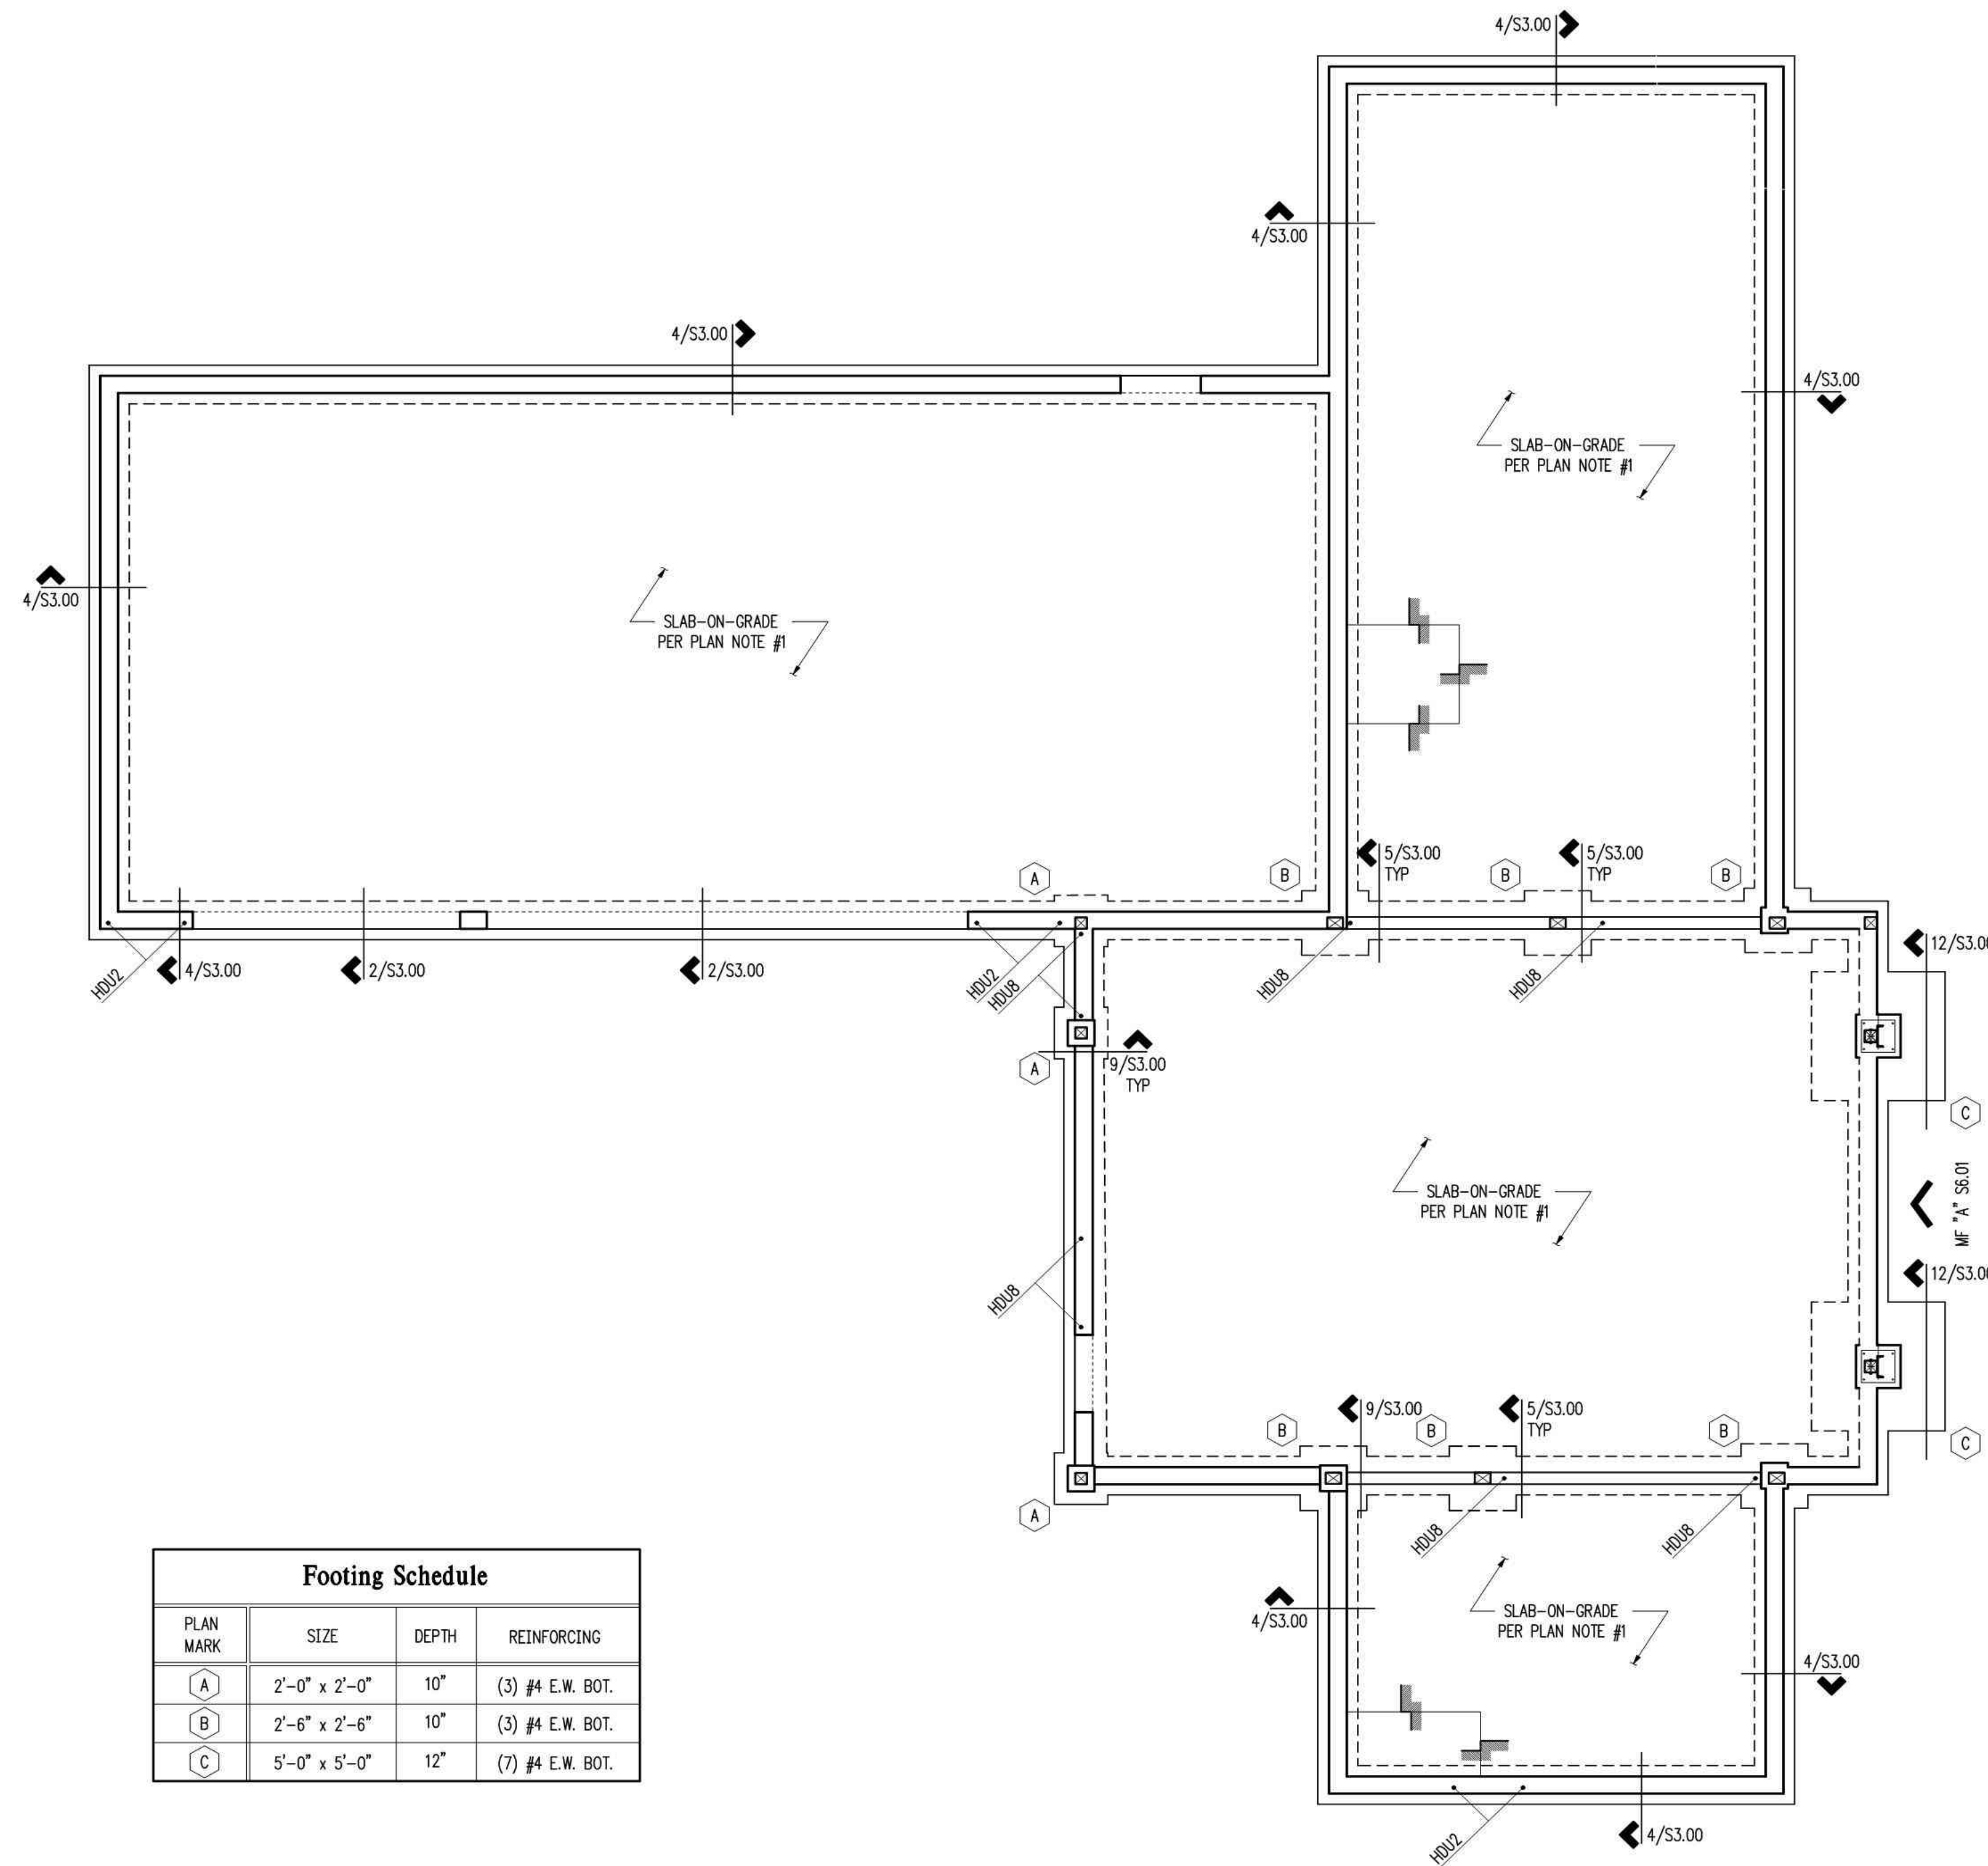 4/S3.00
4/S3.00
4/S3.00
4/S3.00
SLAB-ON-GRADE
PER PLAN NOTE #1
4/S3.00
SLAB-ON-GRADE
PER PLAN NOTE #1
A
B
5/S3.00
TYP
B
5/S3.00
TYP
B
HDU2
4/S3.00
2/S3.00
2/S3.00
HDU2
HDU8
HDU8
HDU8
12/S3.00
A
9/S3.00
TYP
C
SLAB-ON-GRADE
PER PLAN NOTE #1
MF "A" S6.01
HDU8
12/S3.00
B
9/S3.00
B
5/S3.00
TYP
B
C
A
HDU8
HDU8
4/S3.00
SLAB-ON-GRADE
PER PLAN NOTE #1
4/S3.00
HDU2
4/S3.00
Footing Schedule
PLAN MARK SIZE DEPTH REINFORCING
A 2'-0" x 2'-0" 10" (3) #4 E.W. BOT.
B 2'-6" x 2'-6" 10" (3) #4 E.W. BOT.
C 5'-0" x 5'-0" 12" (7) #4 E.W. BOT.